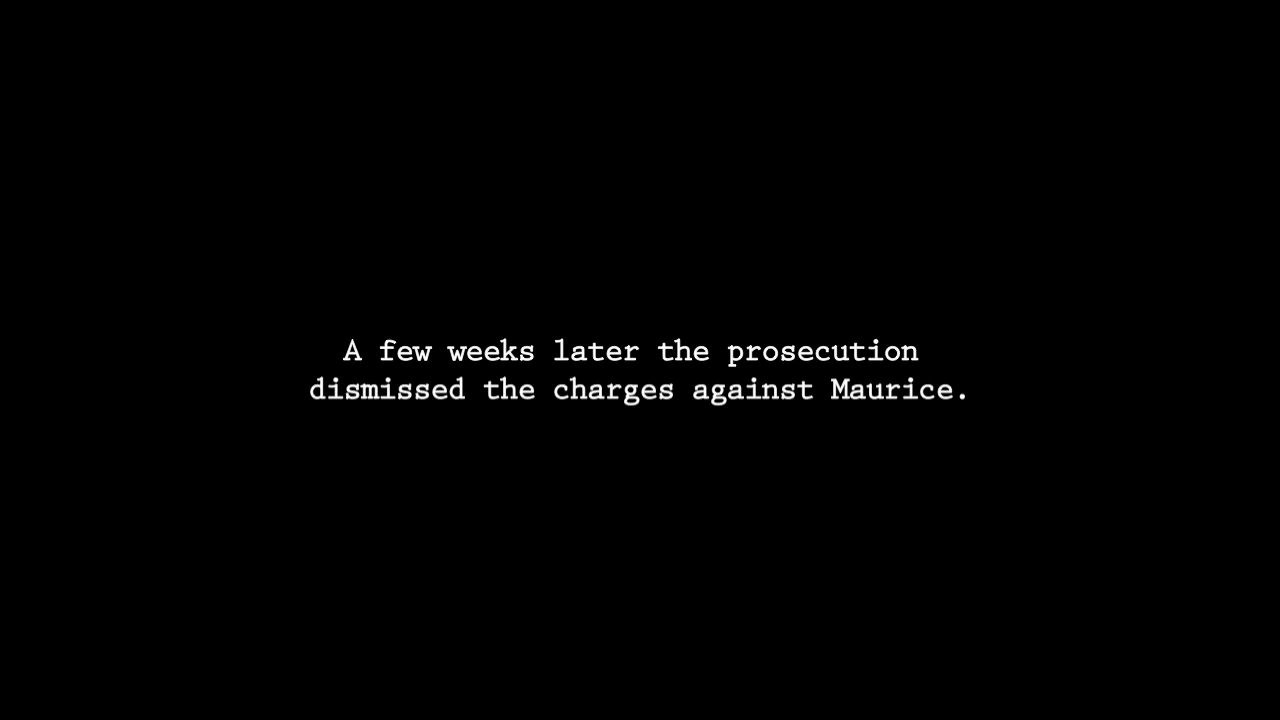 A few weeks later the prosecution
dismissed the charges against Maurice.